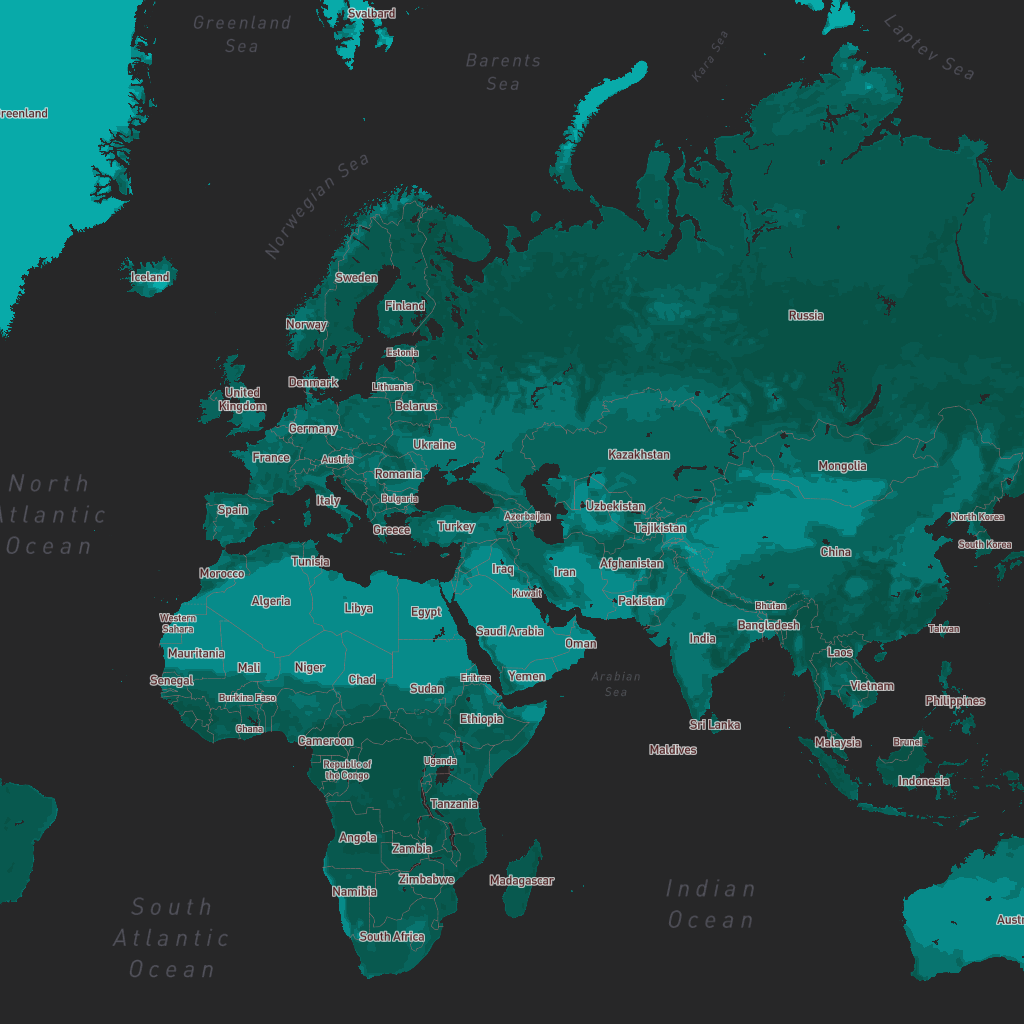 Svalbard
Greenland
Sea
Laptev Sea
Kara Sea
Barents
Sea
reenland
Norwegian Sea
Iceland
Sweden
Finland
Russia
Norway
Estonia
Denmark
Lithuania
United
Kingdom
Belarus
Germany
Ukraine
France
Austria
Kazakhstan
Mongolia
Romania
North
Atlantic
Ocean
Italy
Bulgaria
Spain
Uzbekistan
Azerbaijan
North Korea
Greece
Turkey
Tajikistan
South Korea
China
Tunisia
Morocco
Iraq
Iran
Afghanistan
Kuwait
Algeria
Libya
Egypt
Pakistan
Bhutan
Western
Sahara
Bangladesh
Saudi Arabia
Taiwan
India
Oman
Mauritania
Laos
Mali
Niger
Senegal
Chad
Eritrea
Yemen
Arabian
Sea
Sudan
Vietnam
Burkina Faso
Philippines
Ethiopia
Sri Lanka
Ghana
Cameroon
Maldives
Malaysia
Brunei
Uganda
Republic of
the Congo
Indonesia
Tanzania
Angola
Zambia
Zimbabwe
Madagascar
Namibia
Indian
Ocean
South
Atlantic
Ocean
South Africa
Austr